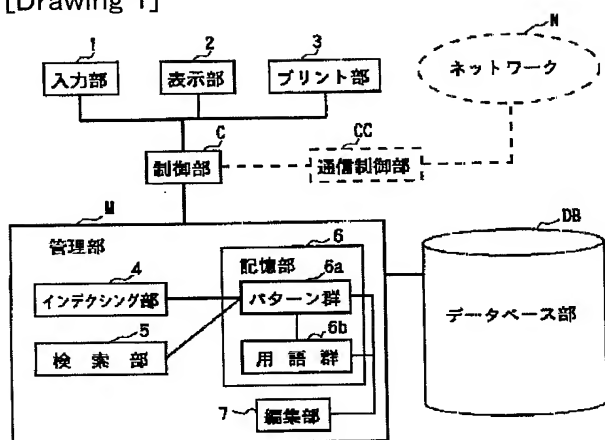 [Drawing 1]
1
2
3
N
入力部
表示部
プリント部
ネットワーク
C
CC
制御部
通信制御部
M
DB
管理部
6
記憶部
4
6a
インデクシング部
パターン群
データベース部
5
6b
検索部
用語群
7
編集部